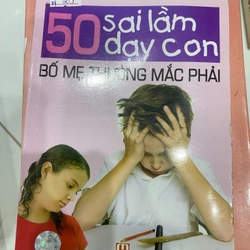 50 sai lầm
dạy con
BỐ MẸ THƯỜNG MẮC PHẢI